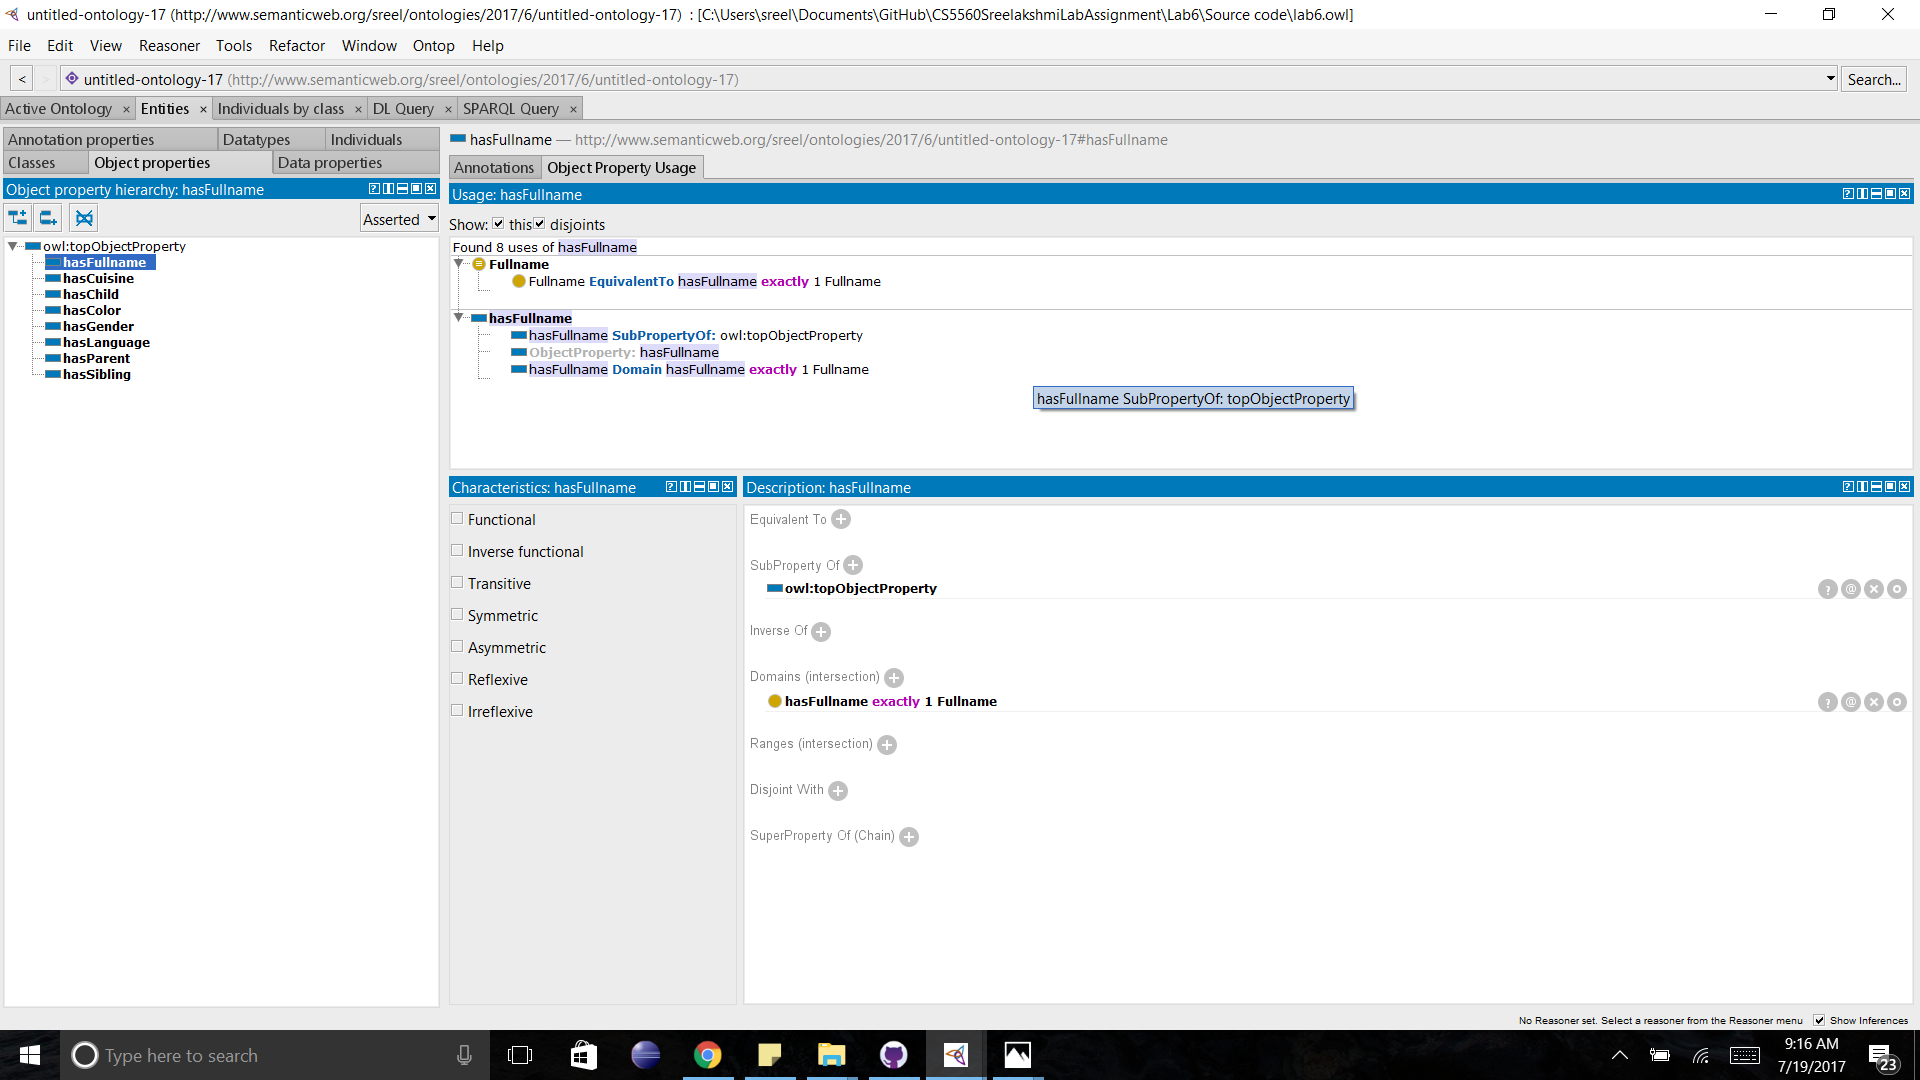 untitled-ontology-17 (http://www.semanticweb.org/sreel/ontologies/2017/6/untitled-ontology-17) : [C:\Users\sreel\Documents\GitHub\CS5560SreelakshmiLabAssignment\Lab6\Source code\lab6.owl]
File Edit View Reasoner Tools Refactor Window Ontop Help
< > untitled-ontology-17 (http://www.semanticweb.org/sreel/ontologies/2017/6/untitled-ontology-17) Search...
Active Ontology × Entities × Individuals by class × DL Query × SPARQL Query ×
Annotation properties Datatypes Individuals
Classes Object properties Data properties
Object property hierarchy: hasFullname
Asserted
owl:topObjectProperty
hasFullname
hasCuisine
hasChild
hasColor
hasGender
hasLanguage
hasParent
hasSibling
hasFullname — http://www.semanticweb.org/sreel/ontologies/2017/6/untitled-ontology-17#hasFullname
Annotations Object Property Usage
Usage: hasFullname
Show: this disjoints
Found 8 uses of hasFullname
Fullname
Fullname EquivalentTo hasFullname exactly 1 Fullname
hasFullname
hasFullname SubPropertyOf: owl:topObjectProperty
ObjectProperty: hasFullname
hasFullname Domain hasFullname exactly 1 Fullname
hasFullname SubPropertyOf: topObjectProperty
Characteristics: hasFullname
Functional
Inverse functional
Transitive
Symmetric
Asymmetric
Reflexive
Irreflexive
Description: hasFullname
Equivalent To
SubProperty Of
owl:topObjectProperty
Inverse Of
Domains (intersection)
hasFullname exactly 1 Fullname
Ranges (intersection)
Disjoint With
SuperProperty Of (Chain)
No Reasoner set. Select a reasoner from the Reasoner menu Show Inferences
Type here to search
9:16 AM
7/19/2017
23